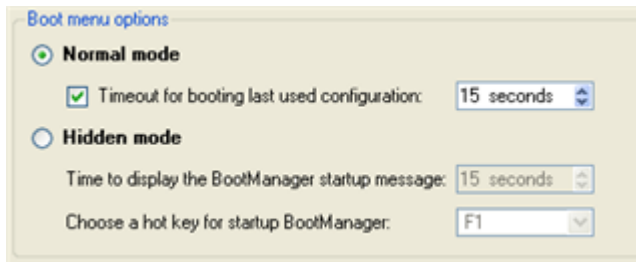 Boot menu options
Normal mode
Timeout for booting last used configuration: 15 seconds
Hidden mode
Time to display the BootManager startup message: 15 seconds
Choose a hot key for startup BootManager: F1